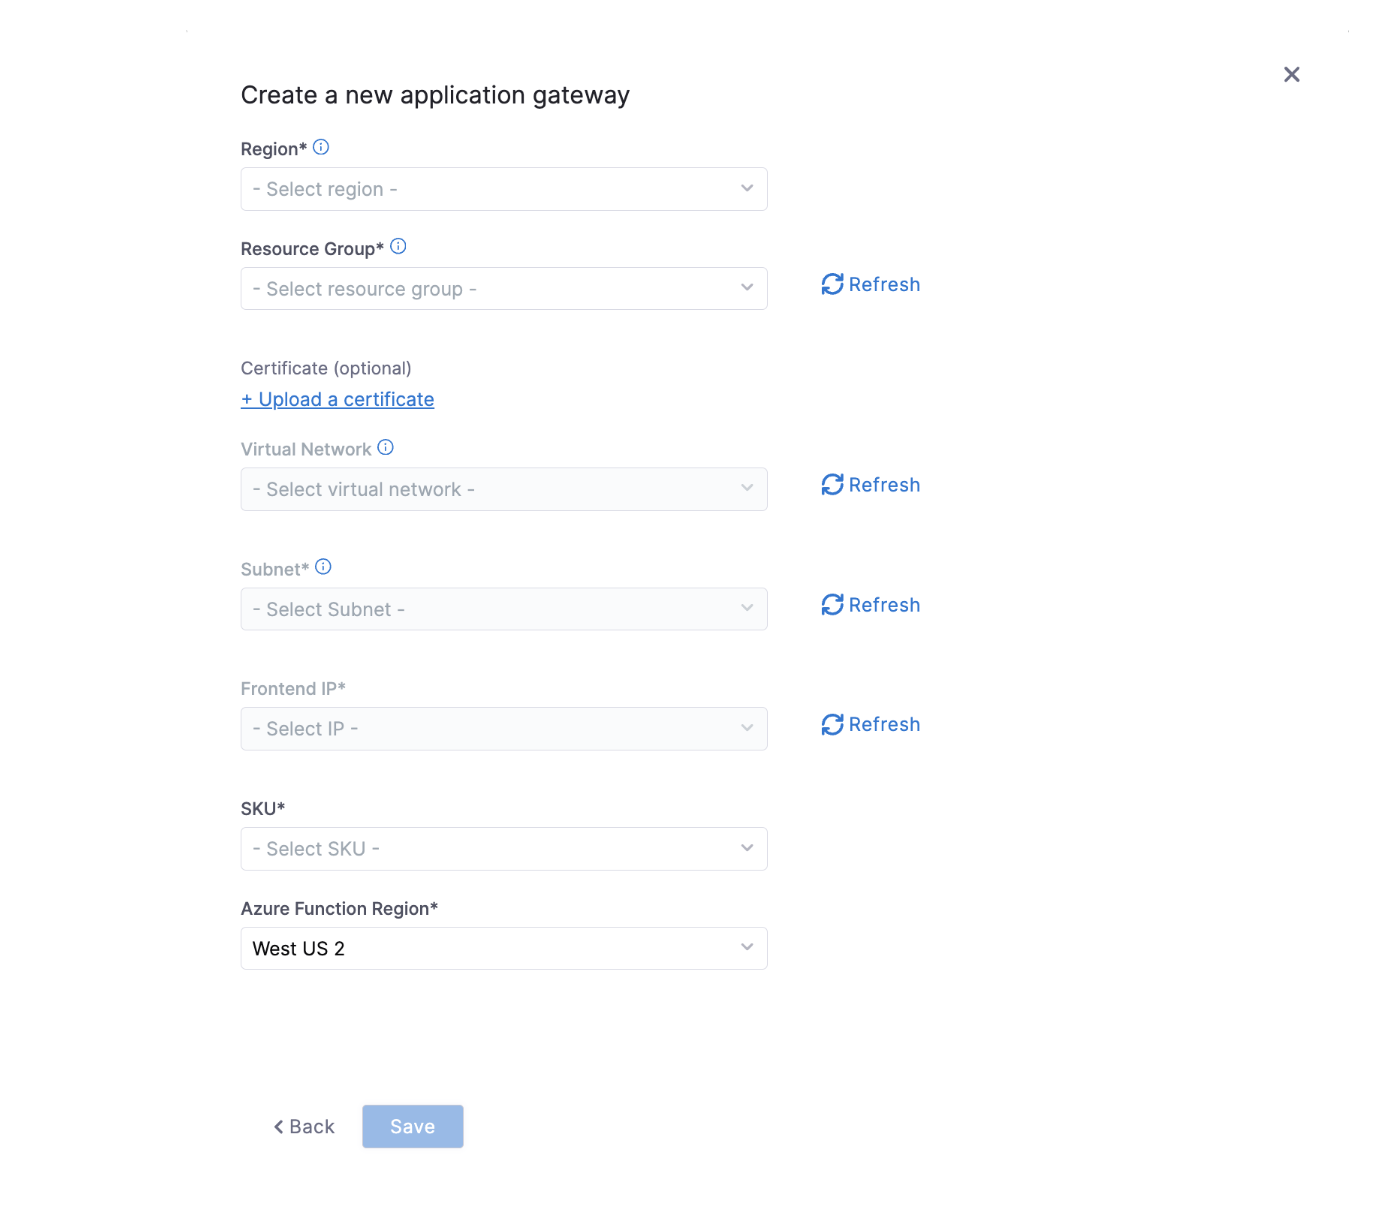 Create a new application gateway
Region*
- Select region -
Resource Group*
- Select resource group -
Refresh
Certificate (optional)
+ Upload a certificate
Virtual Network
- Select virtual network -
Refresh
Subnet*
- Select Subnet -
Refresh
Frontend IP*
- Select IP -
Refresh
SKU*
- Select SKU -
Azure Function Region*
West US 2
Back
Save